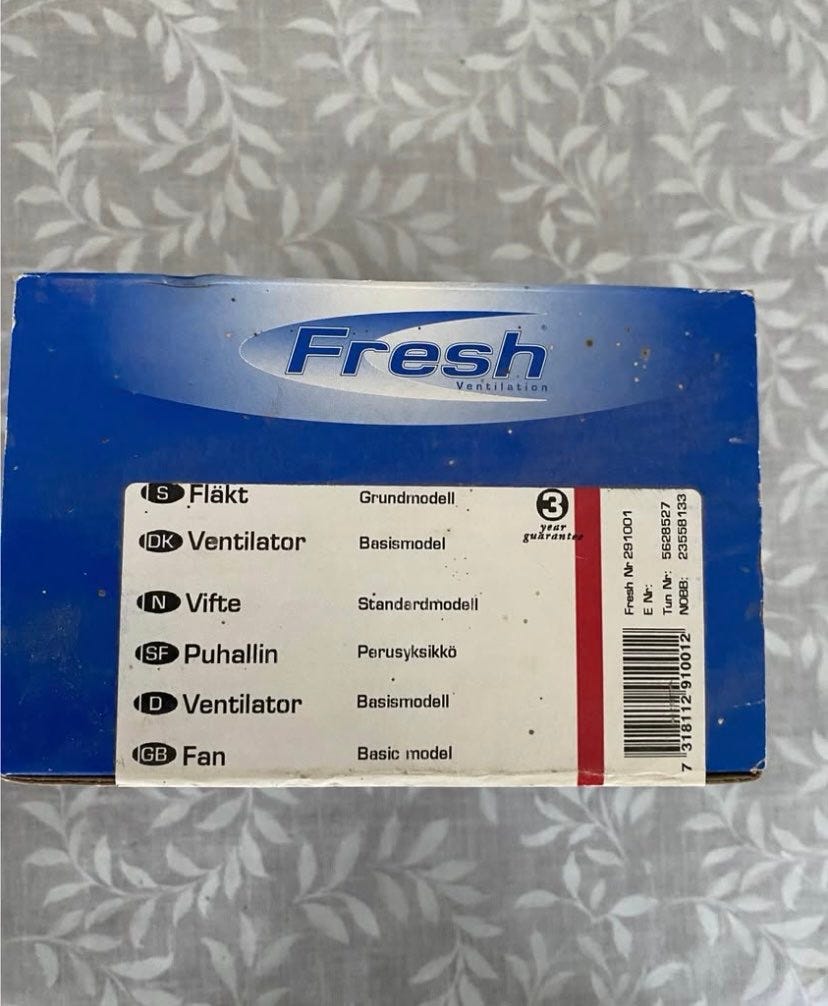 Fresh
Ventilation
S Fläkt Grundmodell
DK Ventilator Basismodel
N Vifte Standardmodell
SF Puhallin Perusyksikkö
D Ventilator Basismodell
GB Fan Basic model
3
year
guarantee
Fresh Nr 291001
E Nr:
Tun Nr: 5628527
NOBB: 23558133
7 318112 910012